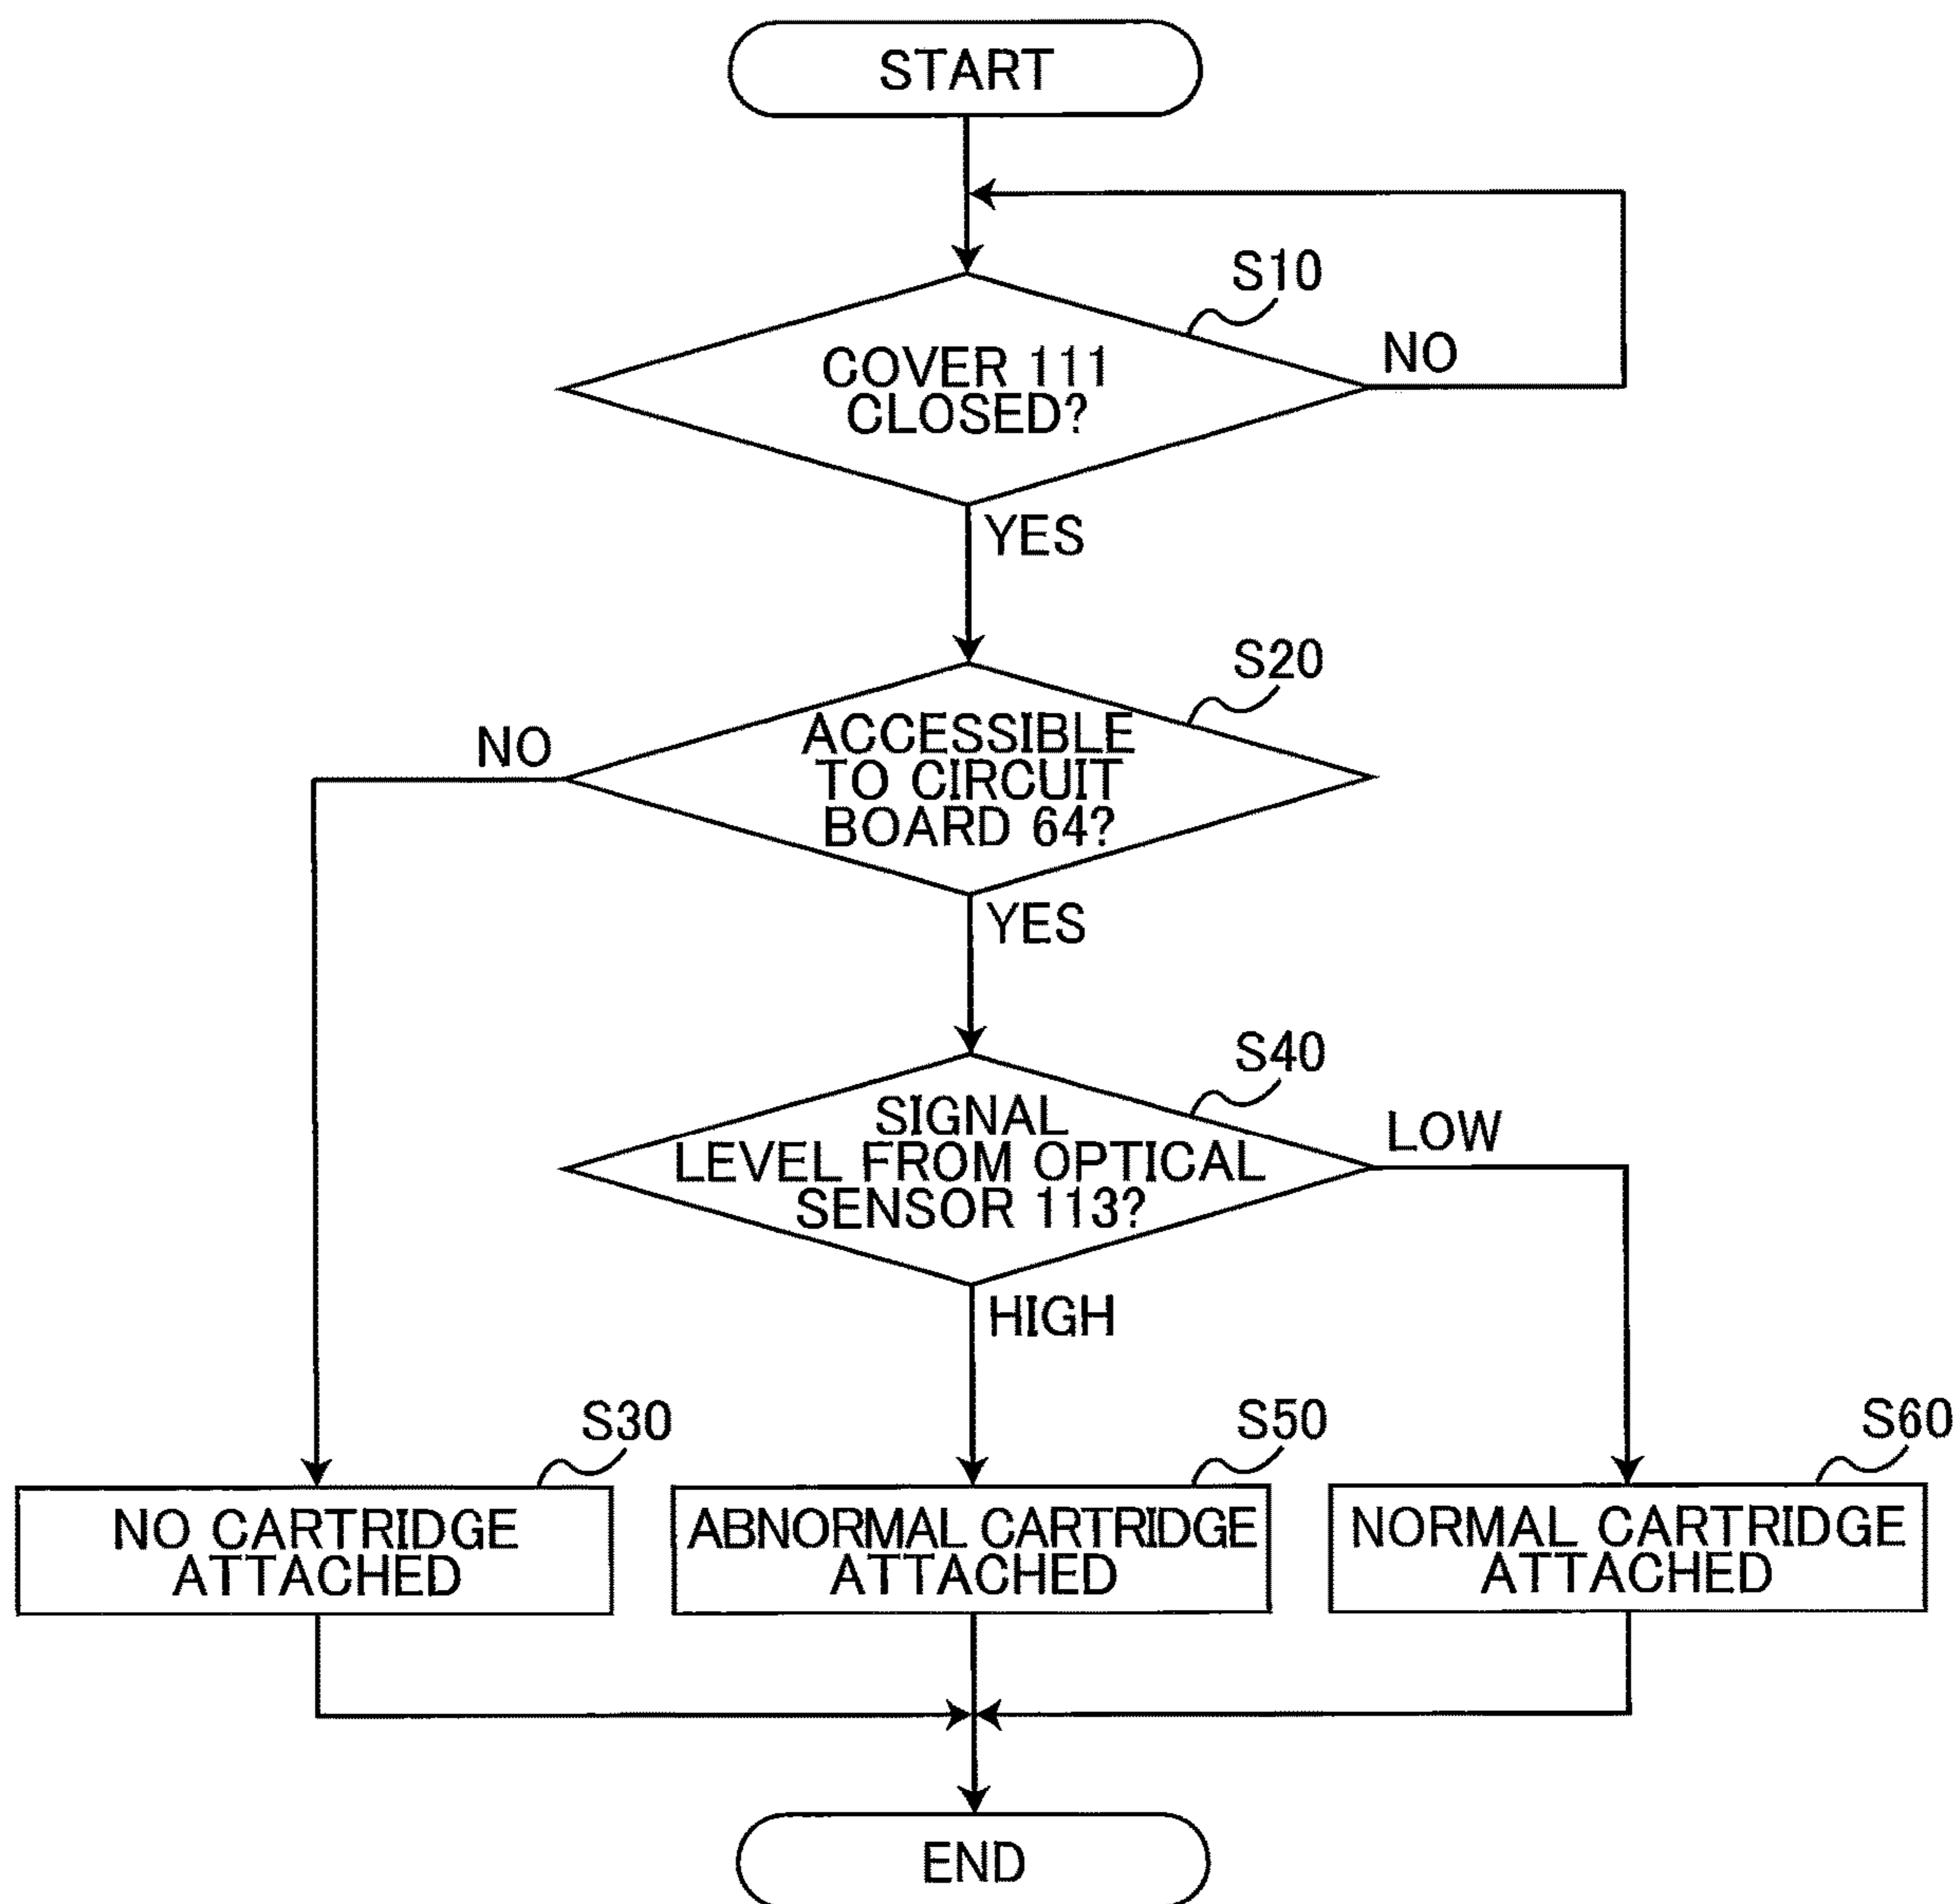 START
S10
COVER 111
CLOSED?
NO
YES
S20
NO
ACCESSIBLE
TO CIRCUIT
BOARD 64?
YES
S40
SIGNAL
LEVEL FROM OPTICAL
SENSOR 113?
LOW
HIGH
S30
NO CARTRIDGE
ATTACHED
S50
ABNORMAL CARTRIDGE
ATTACHED
S60
NORMAL CARTRIDGE
ATTACHED
END